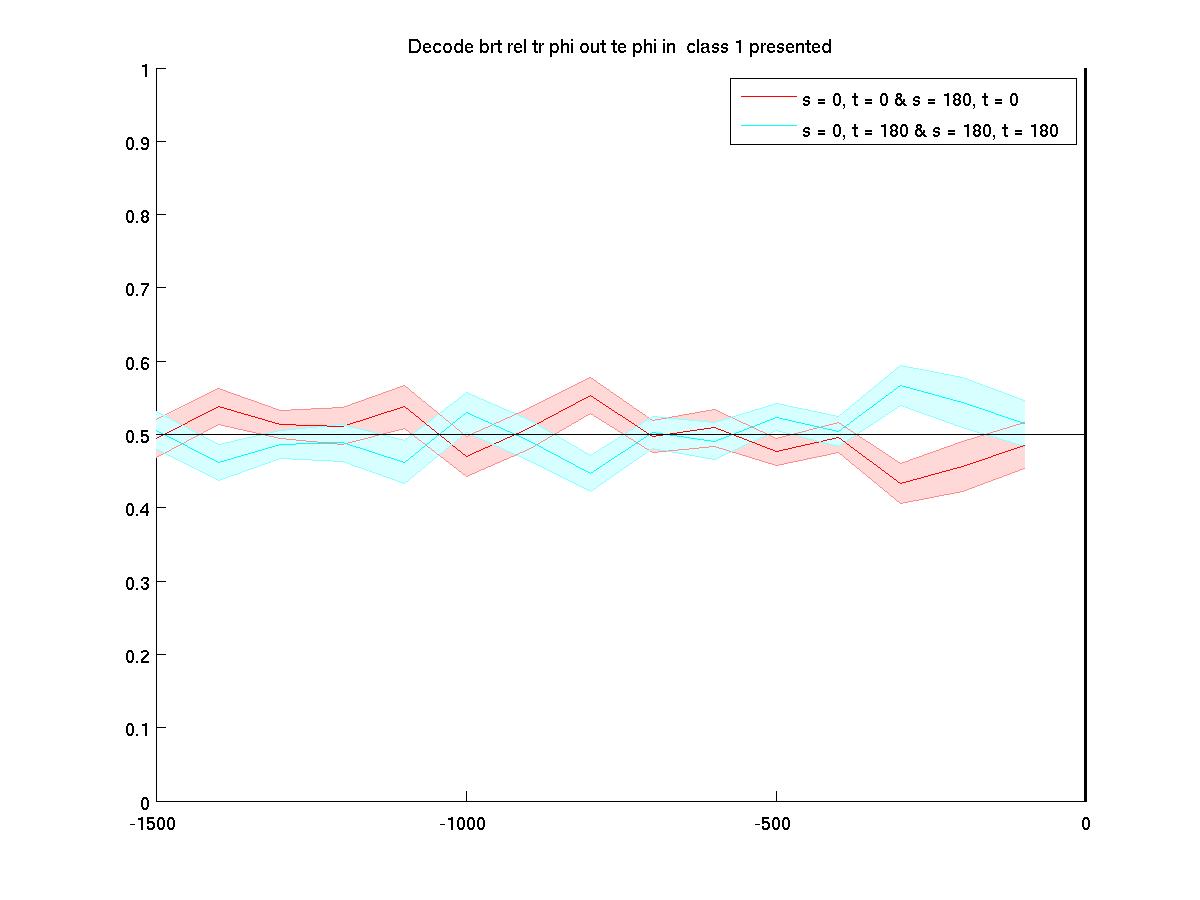 Decode brt rel tr phi out te phi in  class 1 presented
s = 0, t = 0 & s = 180, t = 0
s = 0, t = 180 & s = 180, t = 180
1
0.9
0.8
0.7
0.6
0.5
0.4
0.3
0.2
0.1
0
-1500 -1000 -500 0